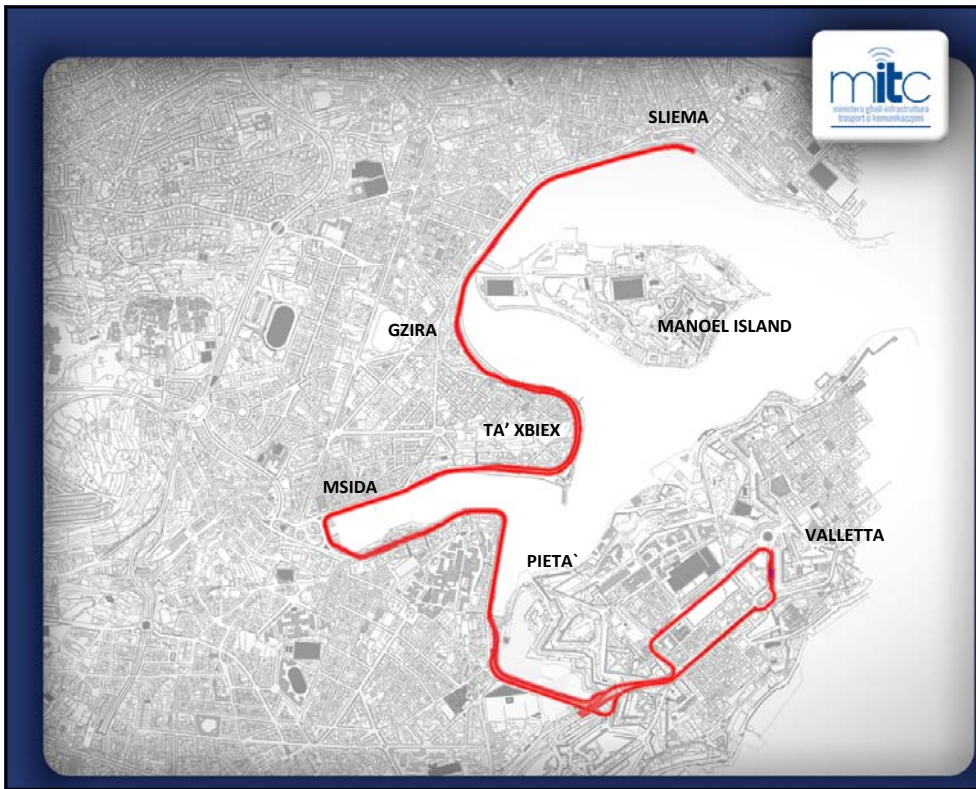 mitc
ministeru għall-infrastruttura
trasport u komunikazzjoni
SLIEMA
MANOEL ISLAND
GZIRA
TA' XBIEX
MSIDA
VALLETTA
PIETA`